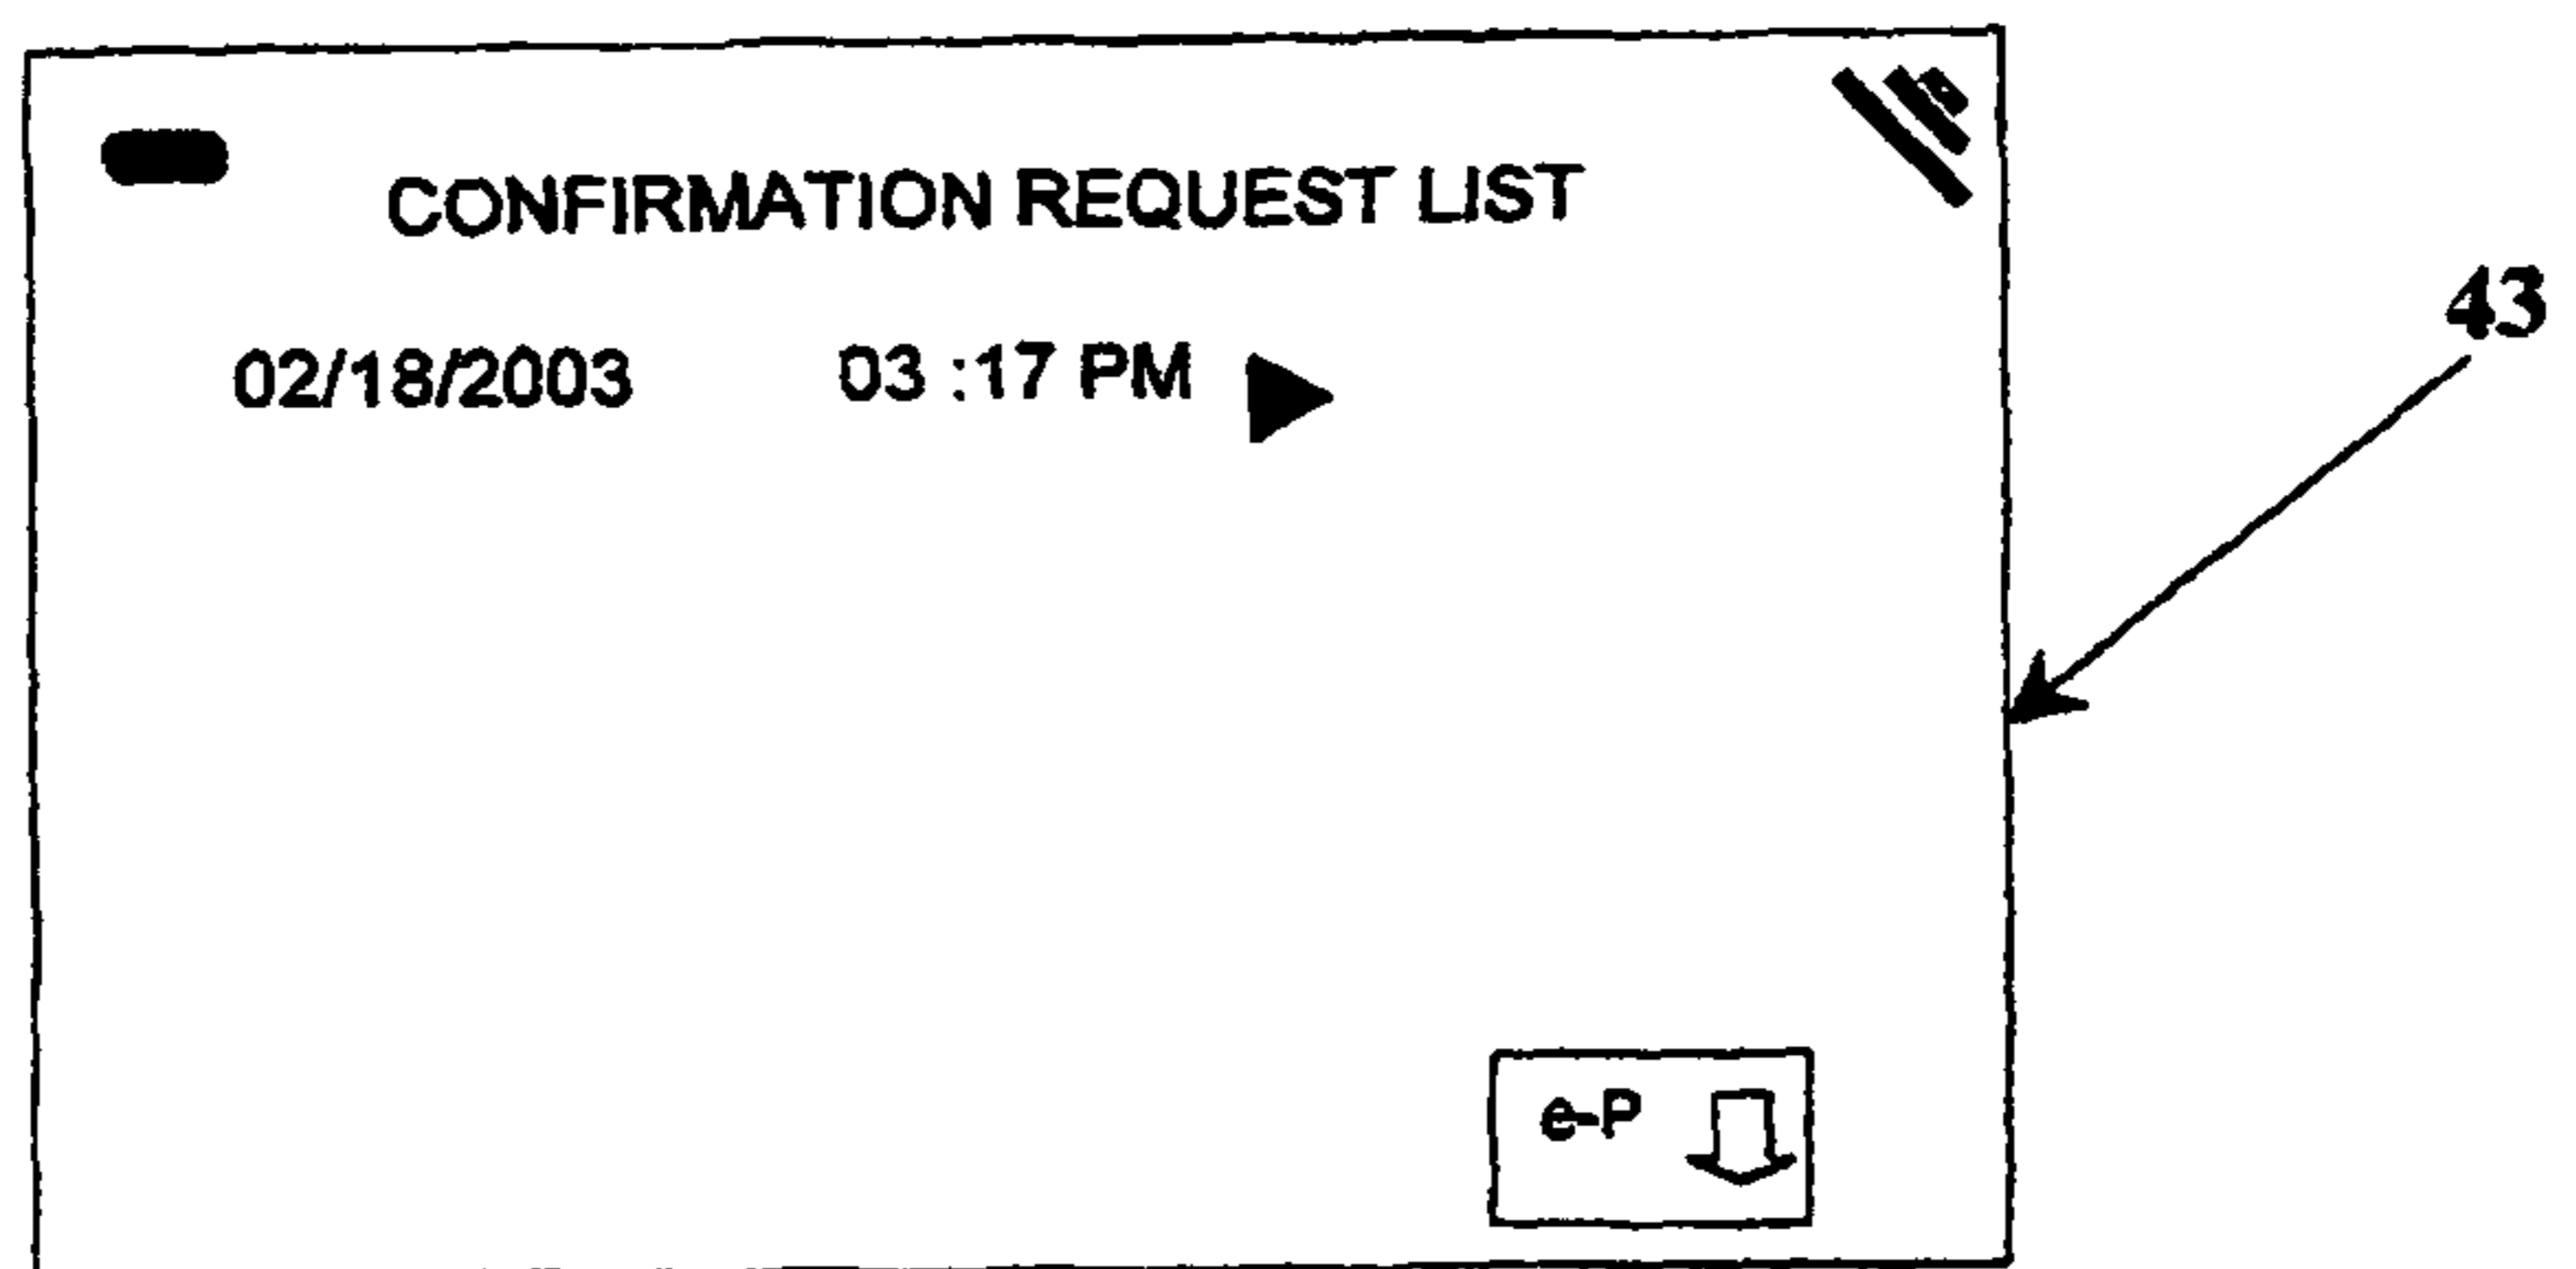 CONFIRMATION REQUEST LIST
02/18/2003 03 :17 PM
43
e-P